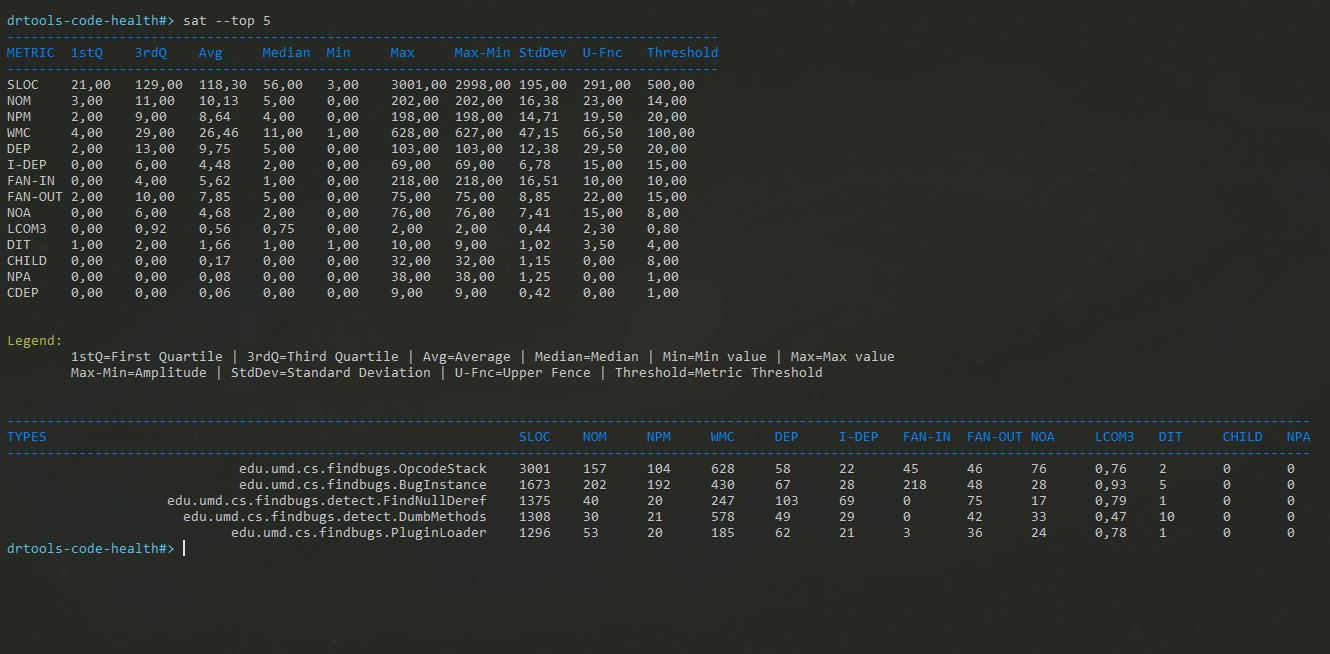 drtools-code-health#> sat --top 5
METRIC 1stQ 3rdQ Avg Median Min Max Max-Min StdDev U-Fnc Threshold
SLOC 21,00 129,00 118,30 56,00 3,00 3001,00 2998,00 195,00 291,00 500,00
NOM 3,00 11,00 10,13 5,00 0,00 202,00 202,00 16,38 23,00 14,00
NPM 2,00 9,00 8,64 4,00 0,00 198,00 198,00 14,71 19,50 20,00
WMC 4,00 29,00 26,46 11,00 1,00 628,00 627,00 47,15 66,50 100,00
DEP 2,00 13,00 9,75 5,00 0,00 103,00 103,00 12,38 29,50 20,00
I-DEP 0,00 6,00 4,48 2,00 0,00 69,00 69,00 6,78 15,00 15,00
FAN-IN 0,00 4,00 5,62 1,00 0,00 218,00 218,00 16,51 10,00 10,00
FAN-OUT 2,00 10,00 7,85 5,00 0,00 75,00 75,00 8,85 22,00 15,00
NOA 0,00 6,00 4,68 2,00 0,00 76,00 76,00 7,41 15,00 8,00
LCOM3 0,00 0,92 0,56 0,75 0,00 2,00 2,00 0,44 2,30 0,80
DIT 1,00 2,00 1,66 1,00 1,00 10,00 9,00 1,02 3,50 4,00
CHILD 0,00 0,00 0,17 0,00 0,00 32,00 32,00 1,15 0,00 8,00
NPA 0,00 0,00 0,08 0,00 0,00 38,00 38,00 1,25 0,00 1,00
CDEP 0,00 0,00 0,06 0,00 0,00 9,00 9,00 0,42 0,00 1,00
Legend:
1stQ=First Quartile | 3rdQ=Third Quartile | Avg=Average | Median=Median | Min=Min value | Max=Max value
Max-Min=Amplitude | StdDev=Standard Deviation | U-Fnc=Upper Fence | Threshold=Metric Threshold
TYPES SLOC NOM NPM WMC DEP I-DEP FAN-IN FAN-OUT NOA LCOM3 DIT CHILD NPA
edu.umd.cs.findbugs.OpcodeStack 3001 157 104 628 58 22 45 46 76 0,76 2 0 0
edu.umd.cs.findbugs.BugInstance 1673 202 192 430 67 28 218 48 28 0,93 5 0 0
edu.umd.cs.findbugs.detect.FindNullDeref 1375 40 20 247 103 69 0 75 17 0,79 1 0 0
edu.umd.cs.findbugs.detect.DumbMethods 1308 30 21 578 49 29 0 42 33 0,47 10 0 0
edu.umd.cs.findbugs.PluginLoader 1296 53 20 185 62 21 3 36 24 0,78 1 0 0
drtools-code-health#>